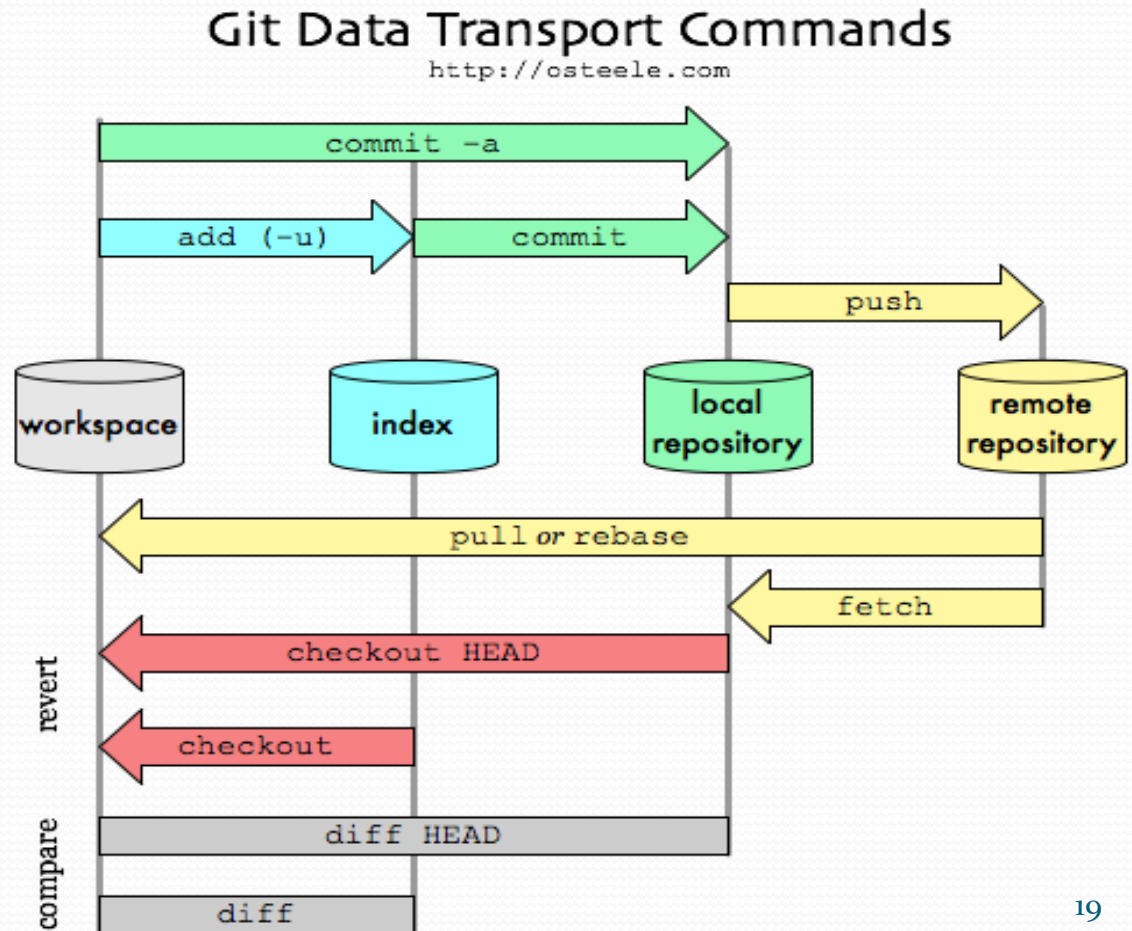 Git Data Transport Commands
http://osteele.com
commit -a
add (-u)
commit
push
workspace
index
local
repository
remote
repository
pull or rebase
fetch
revert
checkout HEAD
checkout
compare
diff HEAD
diff
19